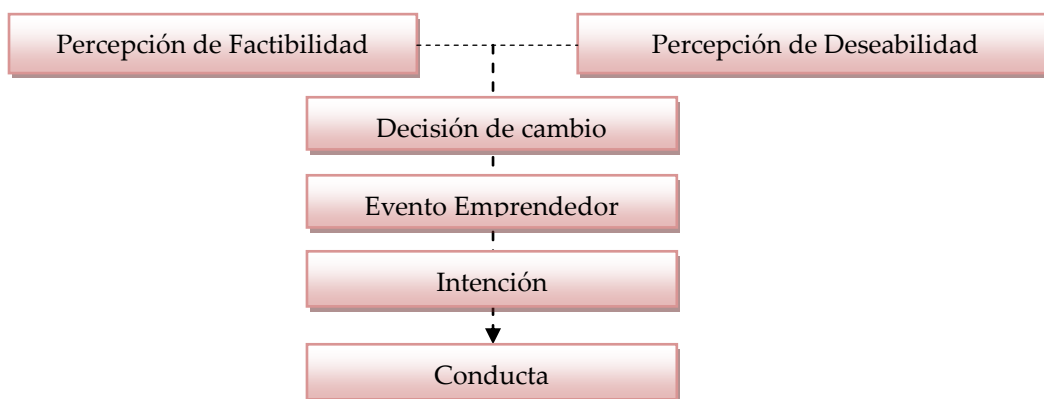 Percepción de Factibilidad
Percepción de Deseabilidad
Decisión de cambio
Evento Emprendedor
Intención
Conducta